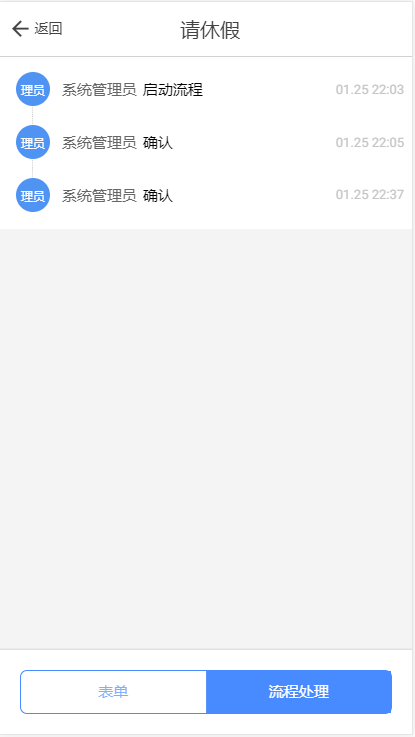 返回 请休假
理员 系统管理员 启动流程 01.25 22:03
理员 系统管理员 确认 01.25 22:05
理员 系统管理员 确认 01.25 22:37
表单 流程处理